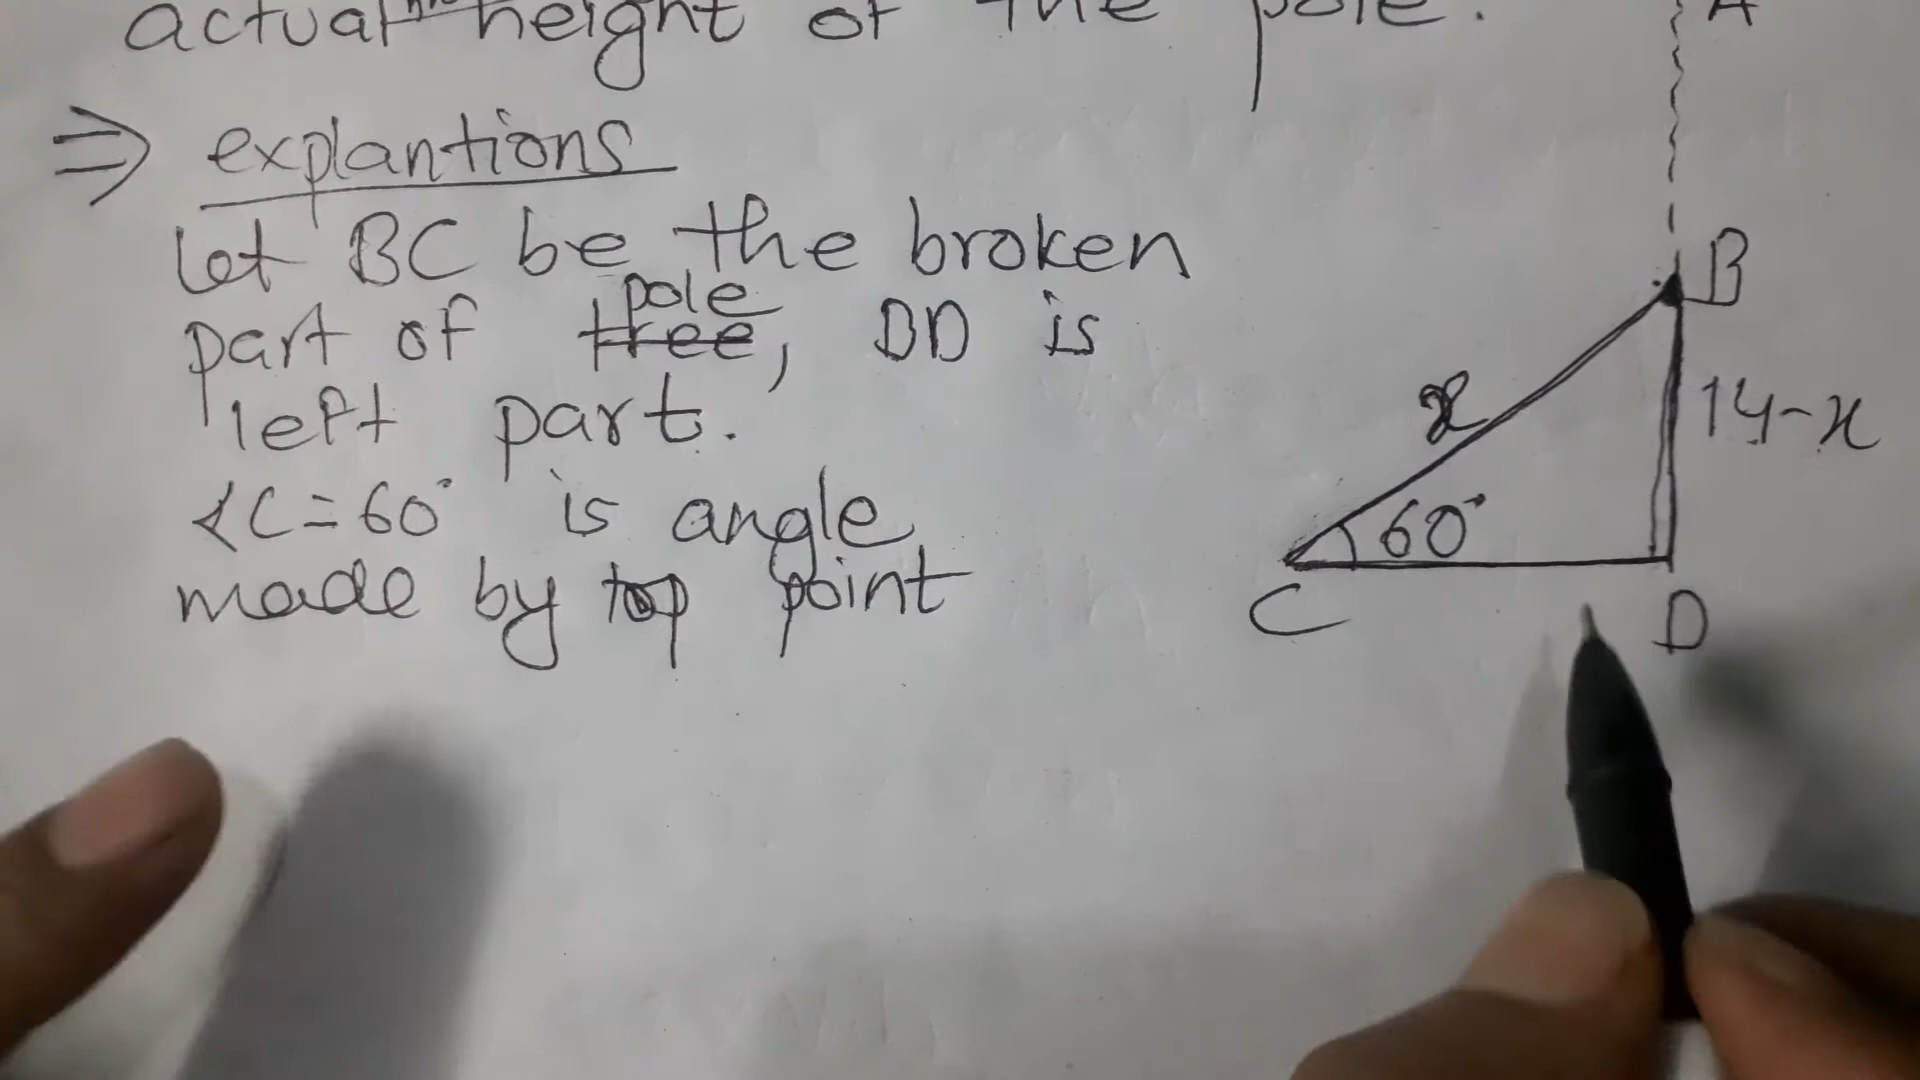 actual height of the pole.
A
⇒ explantions
let BC be the broken
pole
part of tree, BD is
left part.
∠C=60° is angle
made by top point
B
x
14-x
60°
C
D